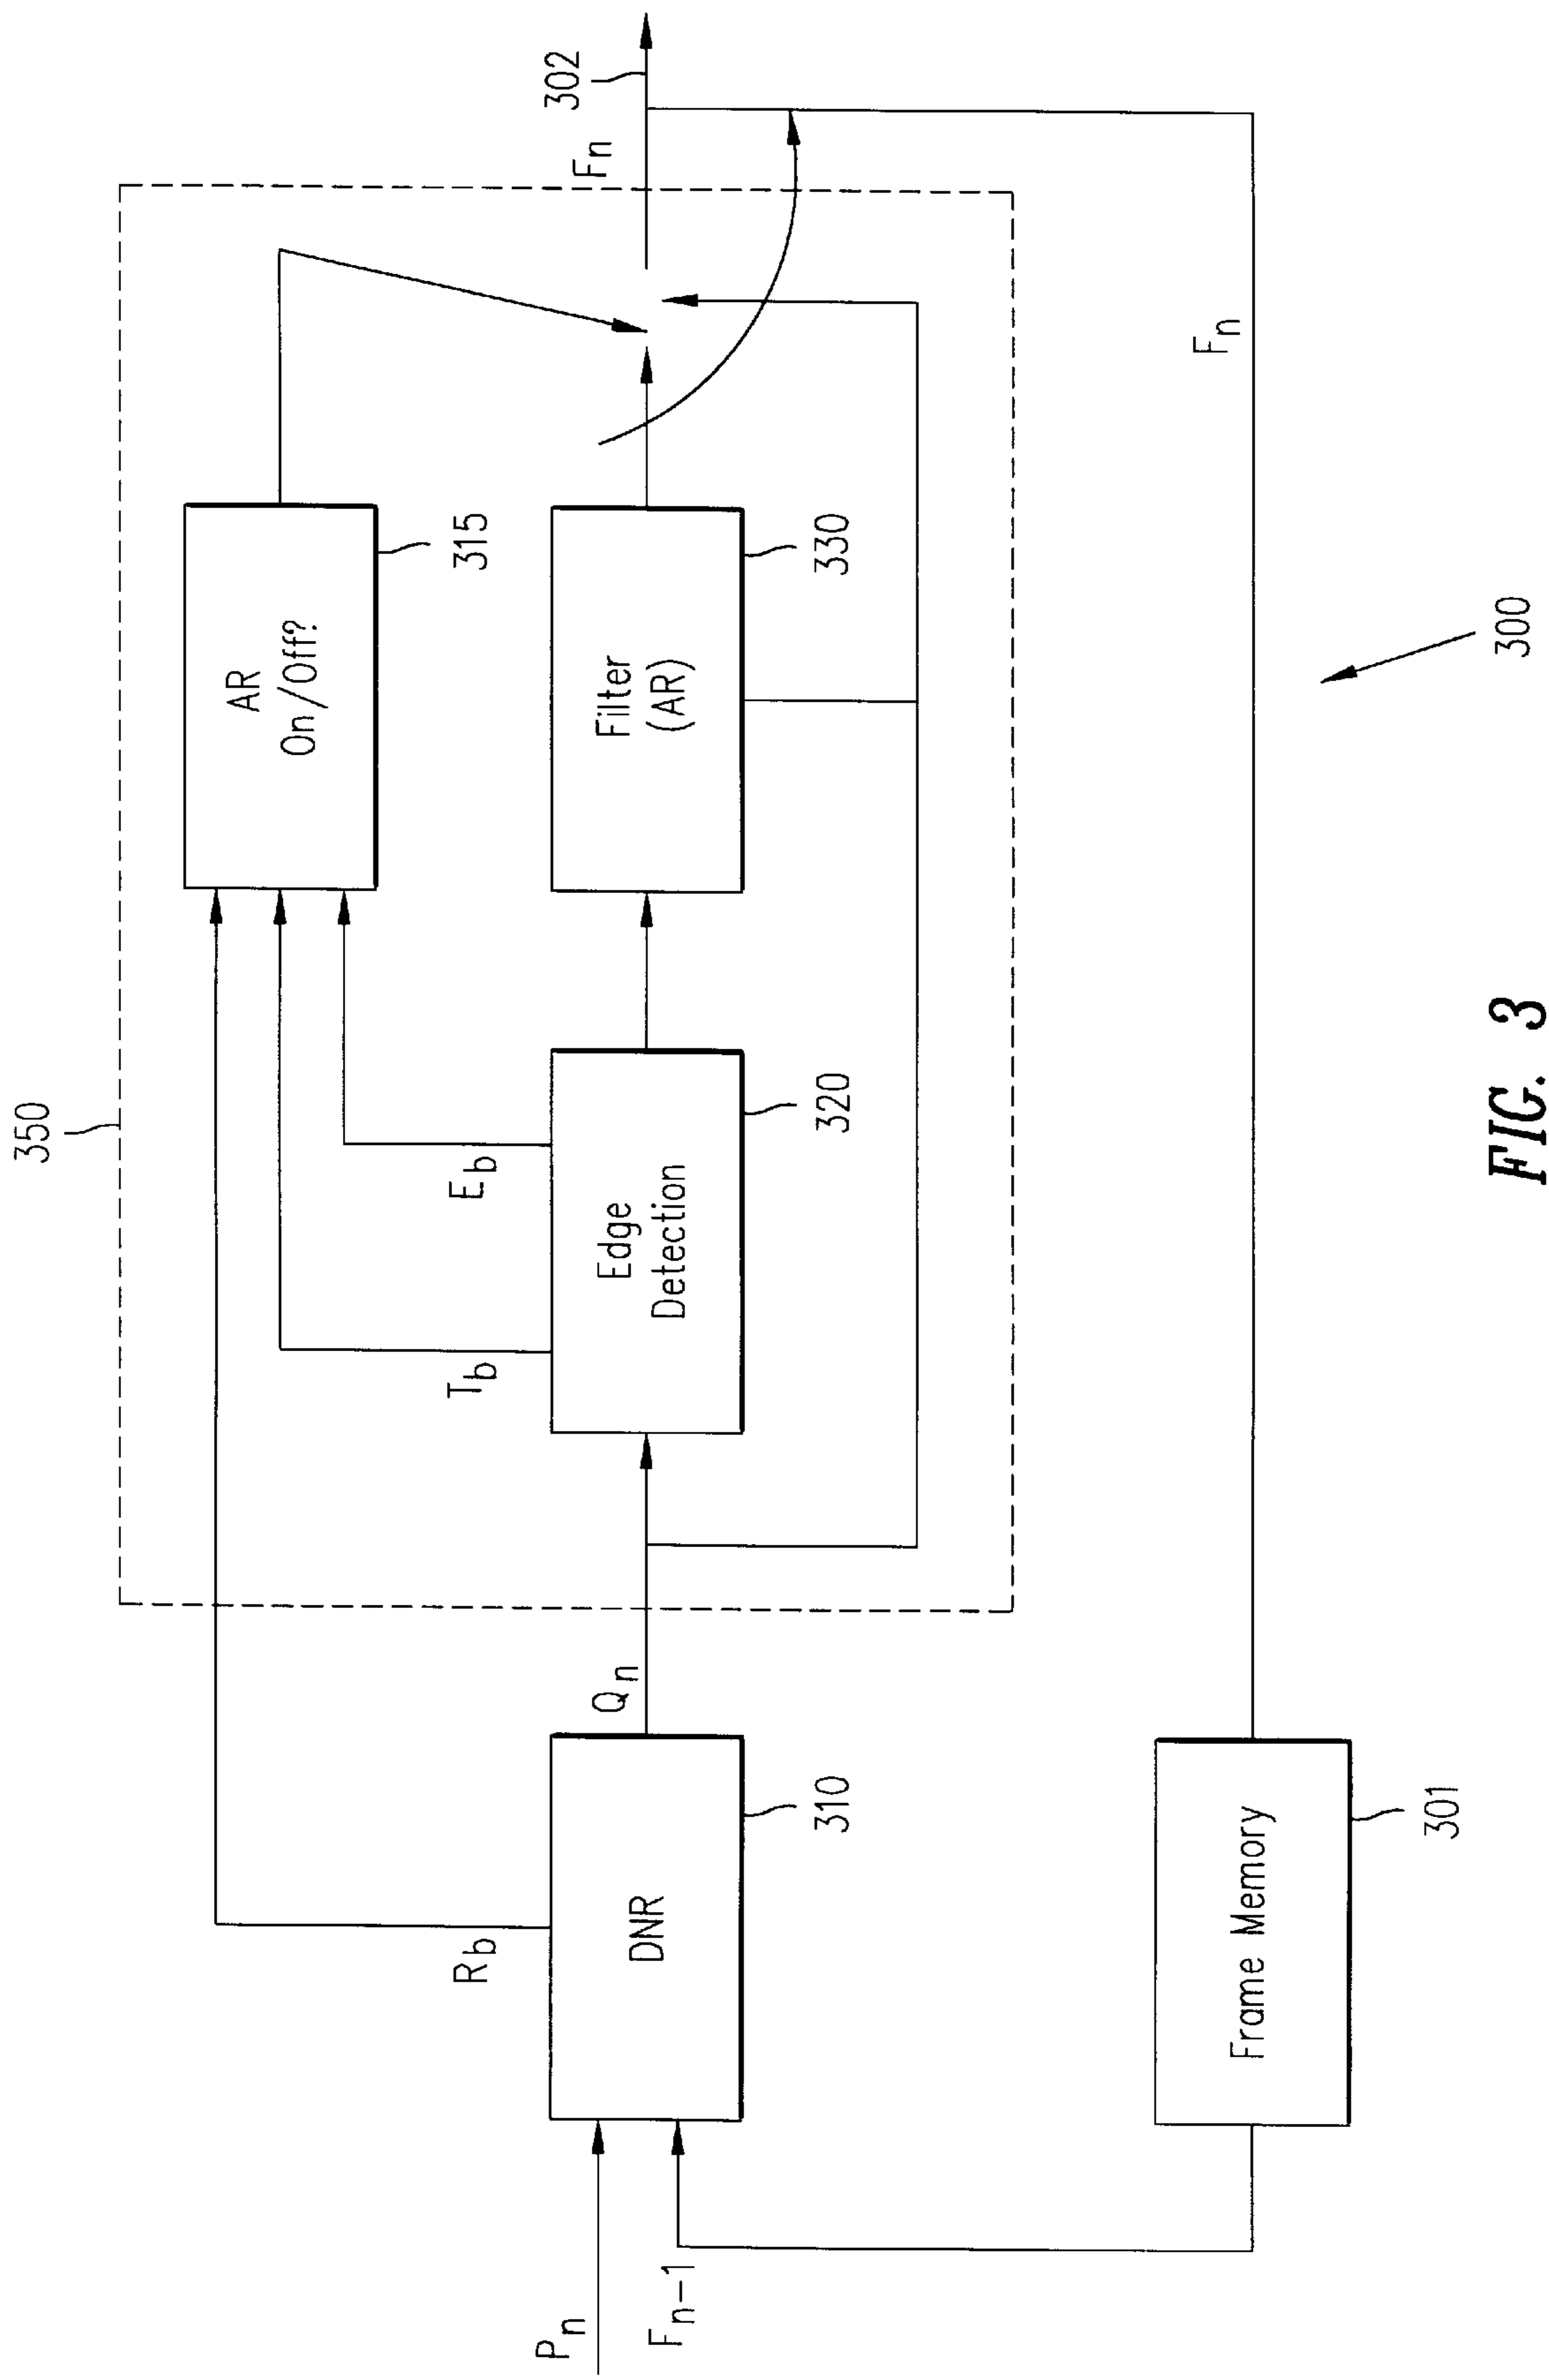 350
AR
On/Off?
315
302
Fn
Rb
Tb
Eb
Pn
Fn-1
DNR
310
Qn
Edge
Detection
320
Filter
(AR)
330
Frame Memory
301
Fn
300
FIG. 3